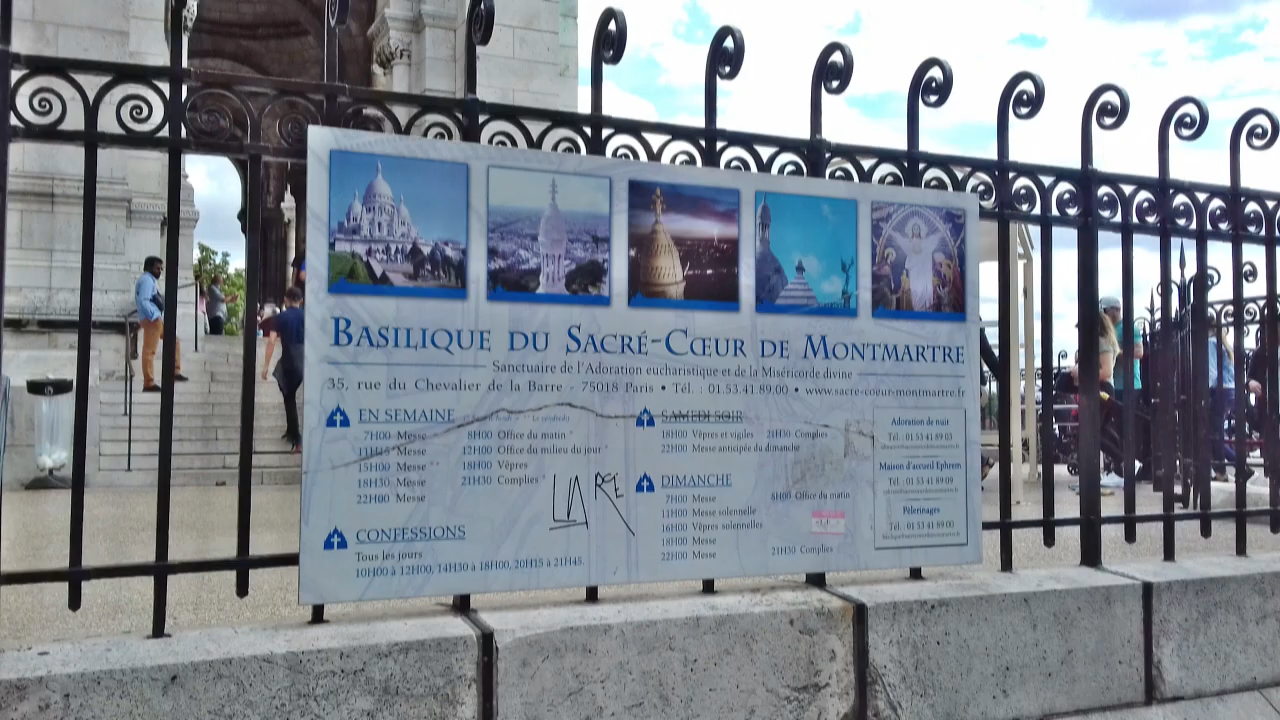 BASILIQUE DU SACRÉ-CŒUR DE MONTMARTRE
Sanctuaire de l'Adoration eucharistique et de la Miséricorde divine
35, rue du Chevalier de la Barre - 75018 Paris • Tél. : 01.53.41.89.00 • www.sacre-coeur-montmartre.fr
EN SEMAINE
7H00 Messe
11H15 Messe
15H00 Messe **
18H30 Messe
22H00 Messe
8H00 Office du matin *
12H00 Office du milieu du jour *
18H00 Vêpres
21H30 Complies *
CONFESSIONS
Tous les jours
10H00 à 12H00, 14H30 à 18H00, 20H15 à 21H45.
SAMEDI SOIR
18H00 Vêpres et vigiles 21H30 Complies
22H00 Messe anticipée du dimanche
DIMANCHE
7H00 Messe
11H00 Messe solennelle
16H00 Vêpres solennelles
18H00 Messe
22H00 Messe
8H00 Office du matin
21H30 Complies
Adoration de nuit
Tél. : 01 53 41 89 03
Maison d'accueil Ephrem
Tél. : 01 53 41 89 09
Pèlerinages
Tél. : 01 53 41 89 00